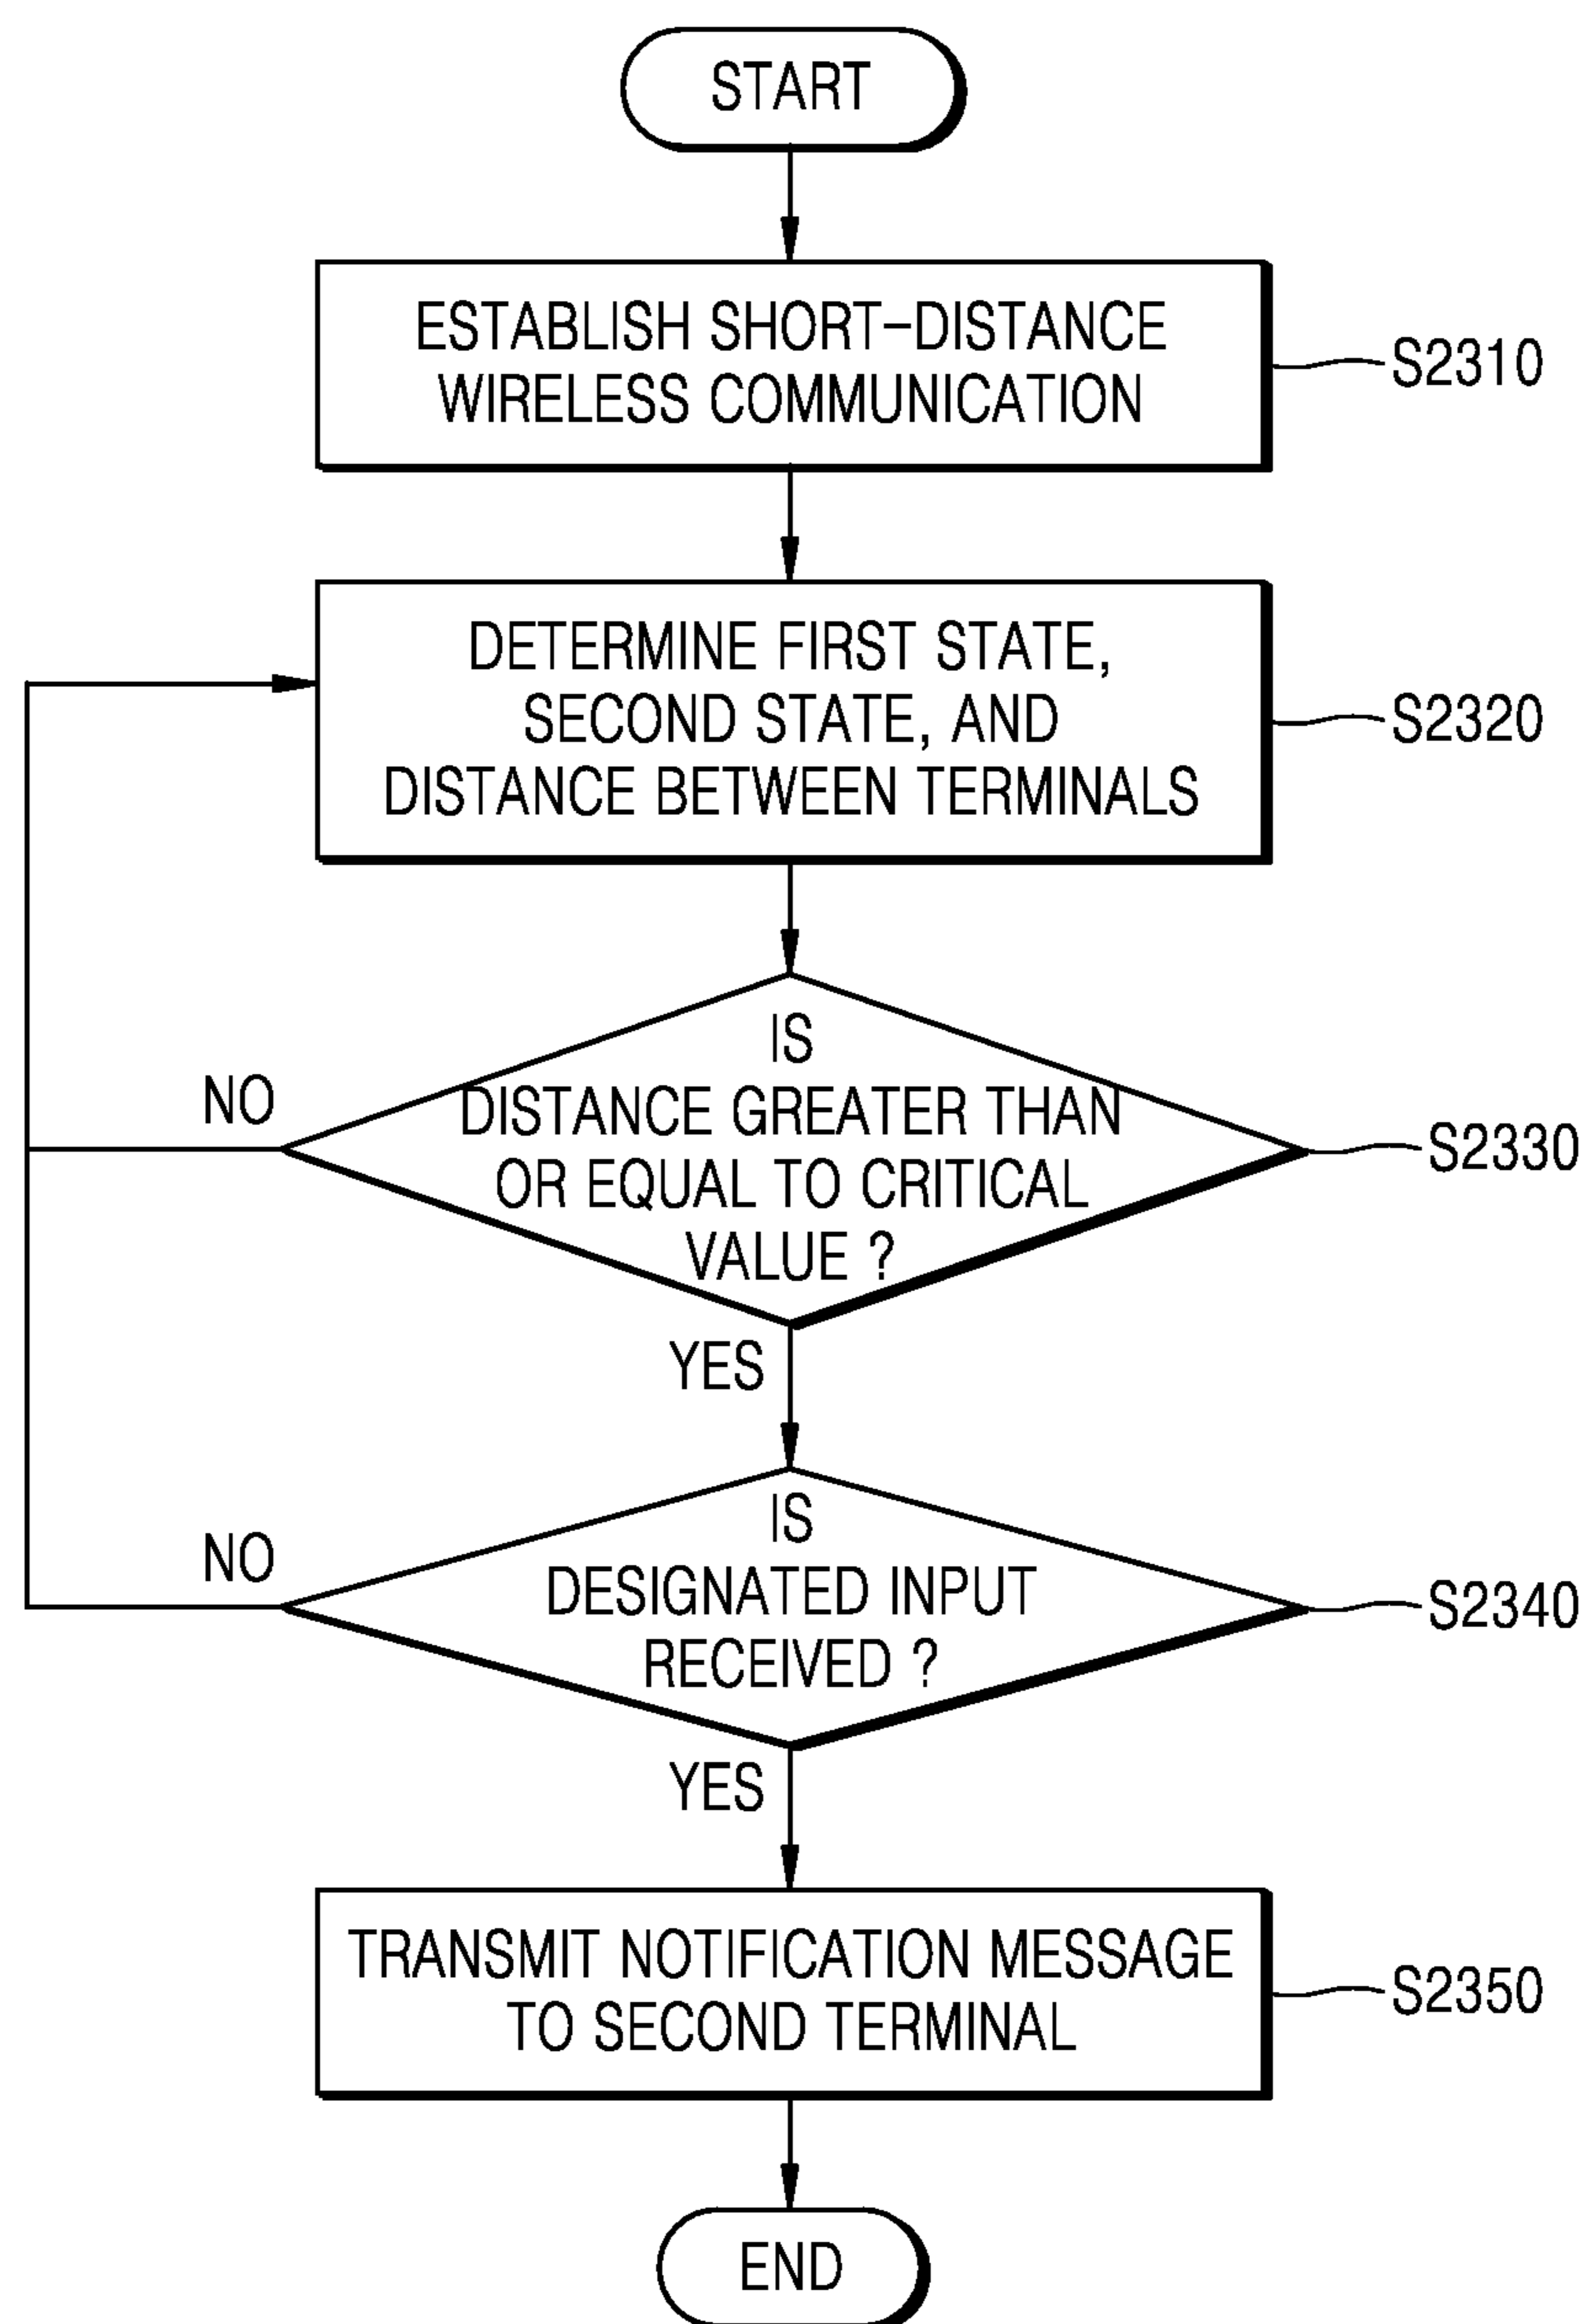 START
ESTABLISH SHORT-DISTANCE
WIRELESS COMMUNICATION
S2310
DETERMINE FIRST STATE,
SECOND STATE, AND
DISTANCE BETWEEN TERMINALS
S2320
IS
DISTANCE GREATER THAN
OR EQUAL TO CRITICAL
VALUE ?
NO
S2330
YES
IS
DESIGNATED INPUT
RECEIVED ?
NO
S2340
YES
TRANSMIT NOTIFICATION MESSAGE
TO SECOND TERMINAL
S2350
END